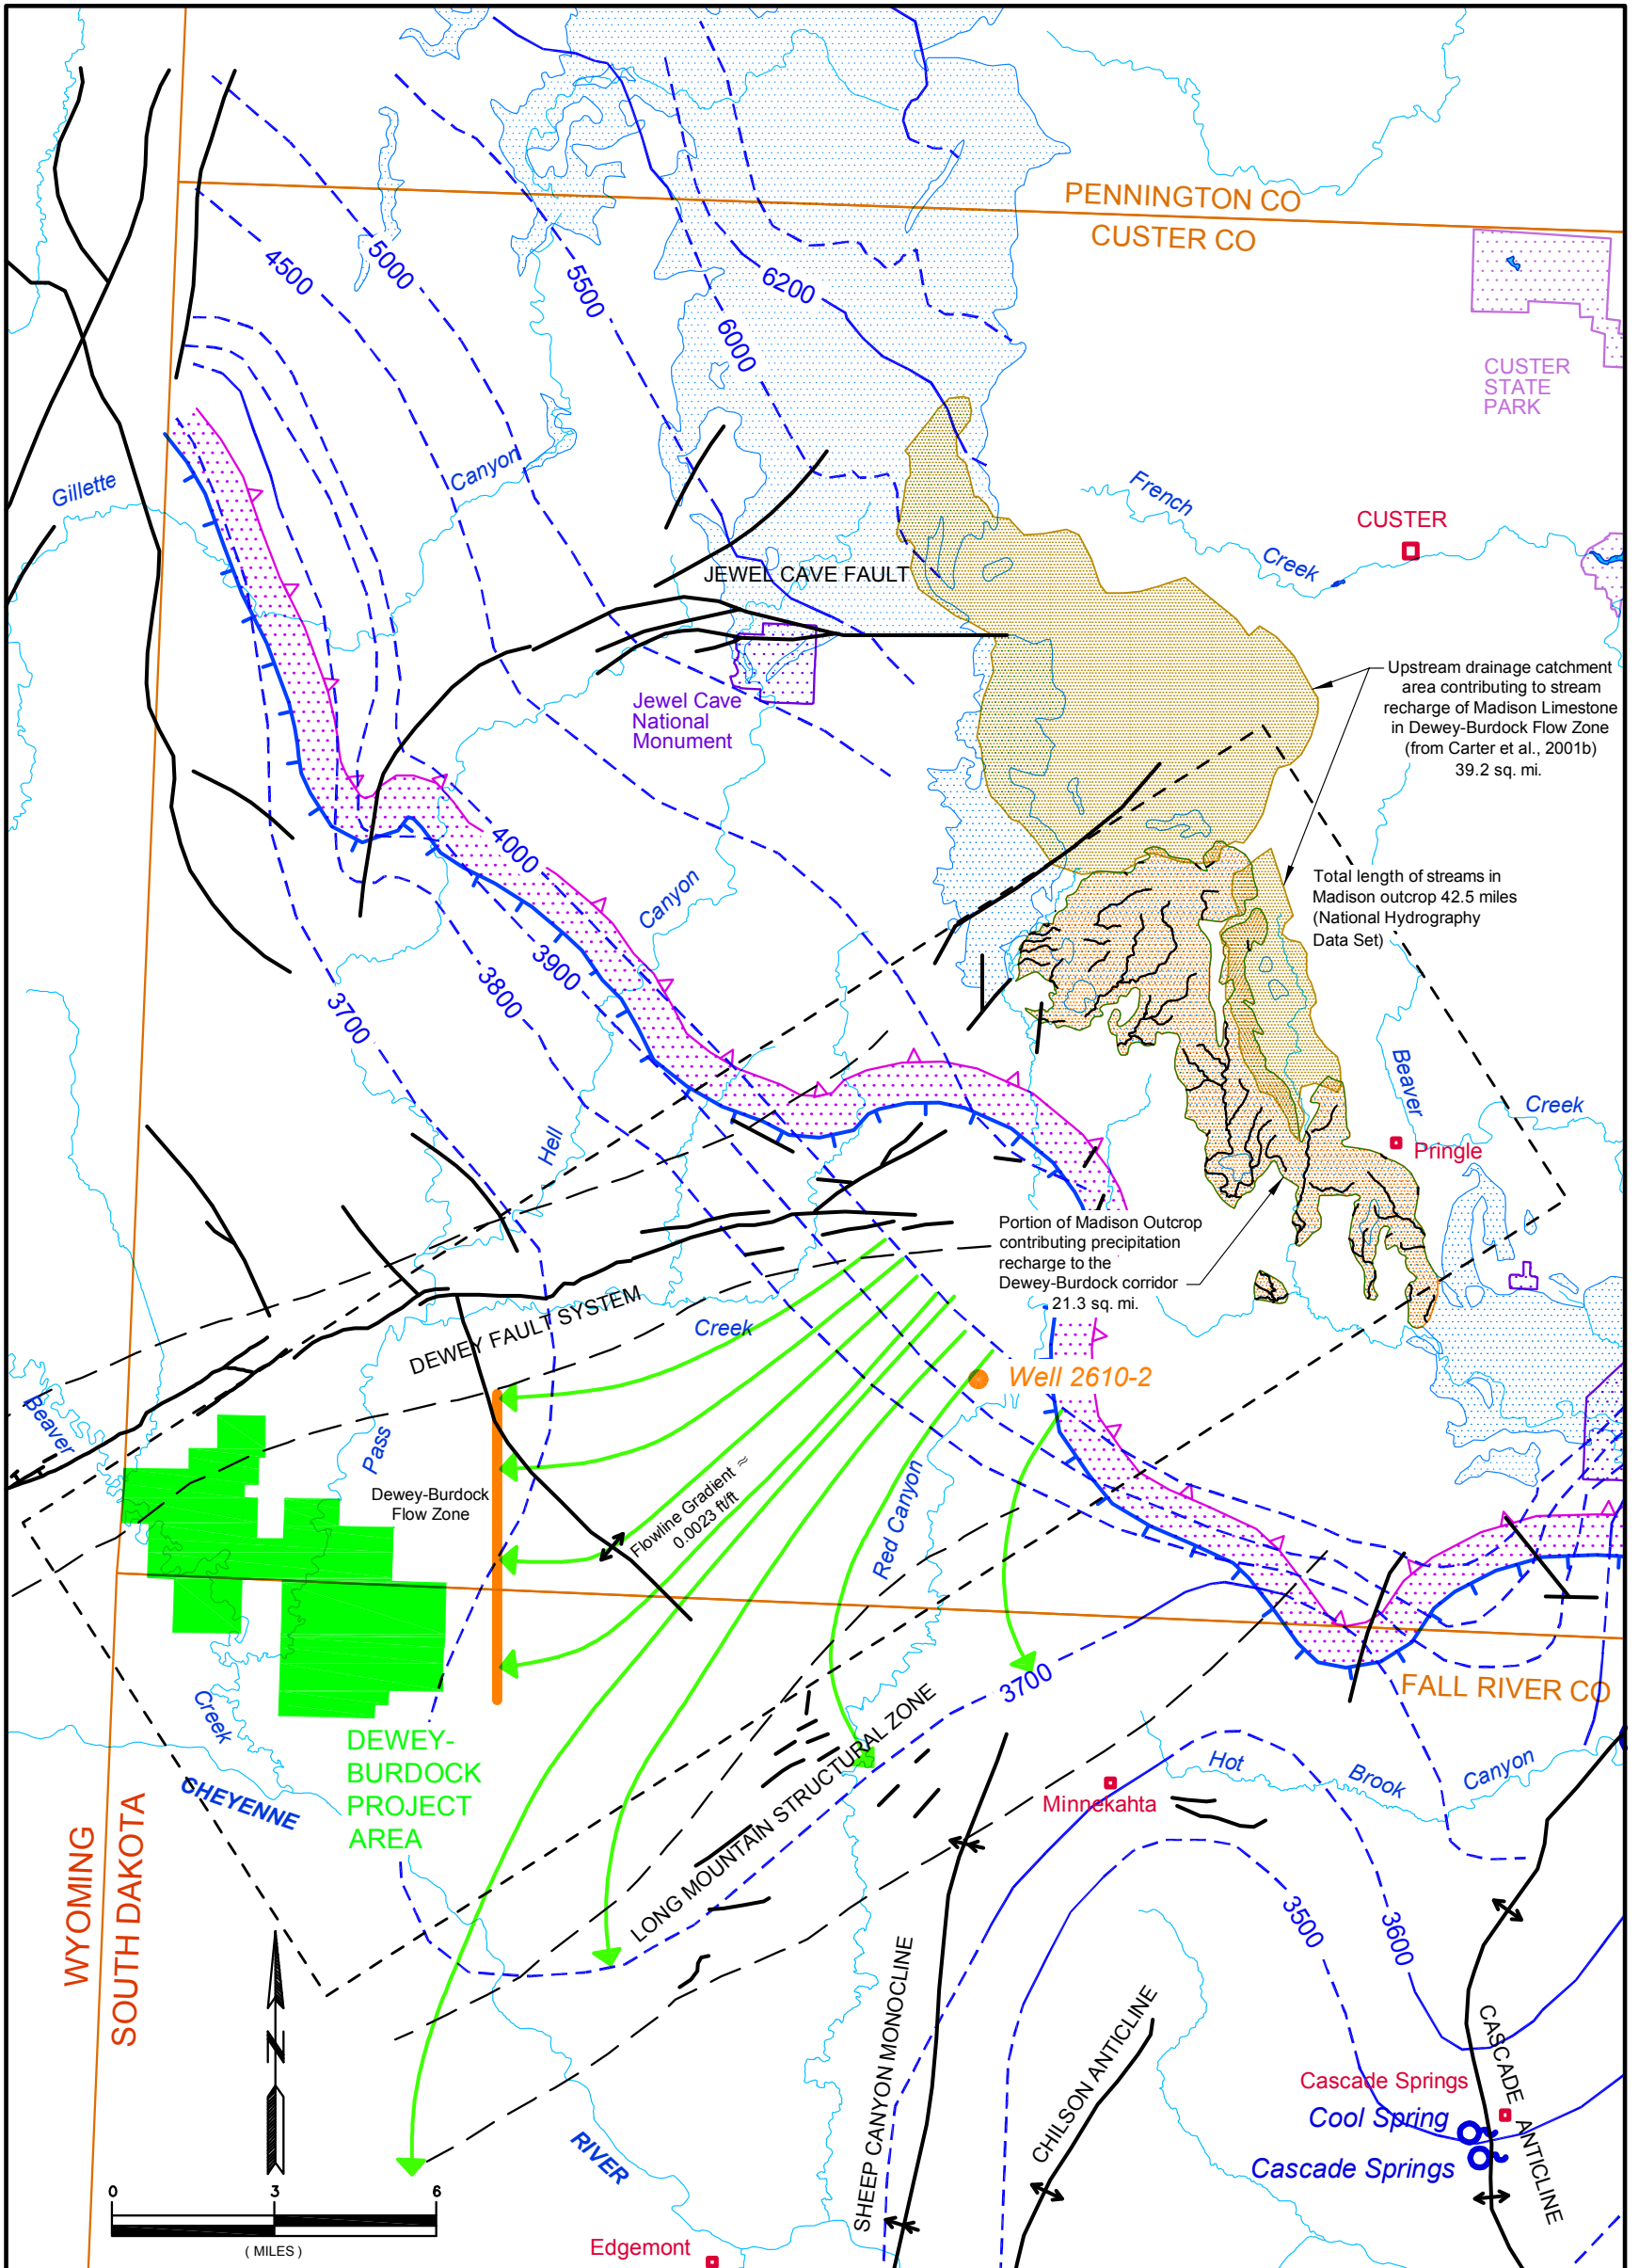 PENNINGTON CO
CUSTER CO
4500
5000
5500
6000
6200
CUSTER
STATE
PARK
Gillette
Canyon
French
Creek
CUSTER
JEWEL CAVE FAULT
Jewel Cave
National
Monument
Upstream drainage catchment
area contributing to stream
recharge of Madison Limestone
in Dewey-Burdock Flow Zone
(from Carter et al., 2001b)
39.2 sq. mi.
Total length of streams in
Madison outcrop 42.5 miles
(National Hydrography
Data Set)
4000
3900
3800
3700
Canyon
Hell
Beaver
Creek
Pringle
Portion of Madison Outcrop
contributing precipitation
recharge to the
Dewey-Burdock corridor
21.3 sq. mi.
DEWEY FAULT SYSTEM
Creek
Well 2610-2
Beaver
Pass
Dewey-Burdock
Flow Zone
Flowline Gradient ≈
0.0023 ft/ft
Red Canyon
3700
FALL RIVER CO
Creek
CHEYENNE
DEWEY-
BURDOCK
PROJECT
AREA
LONG MOUNTAIN STRUCTURAL ZONE
Minnekahta
Hot
Brook
Canyon
WYOMING
SOUTH DAKOTA
3500
3600
N
SHEEP CANYON MONOCLINE
CHILSON ANTICLINE
CASCADE ANTICLINE
Cascade Springs
Cool Spring
Cascade Springs
RIVER
Edgemont
0 3 6
( MILES )